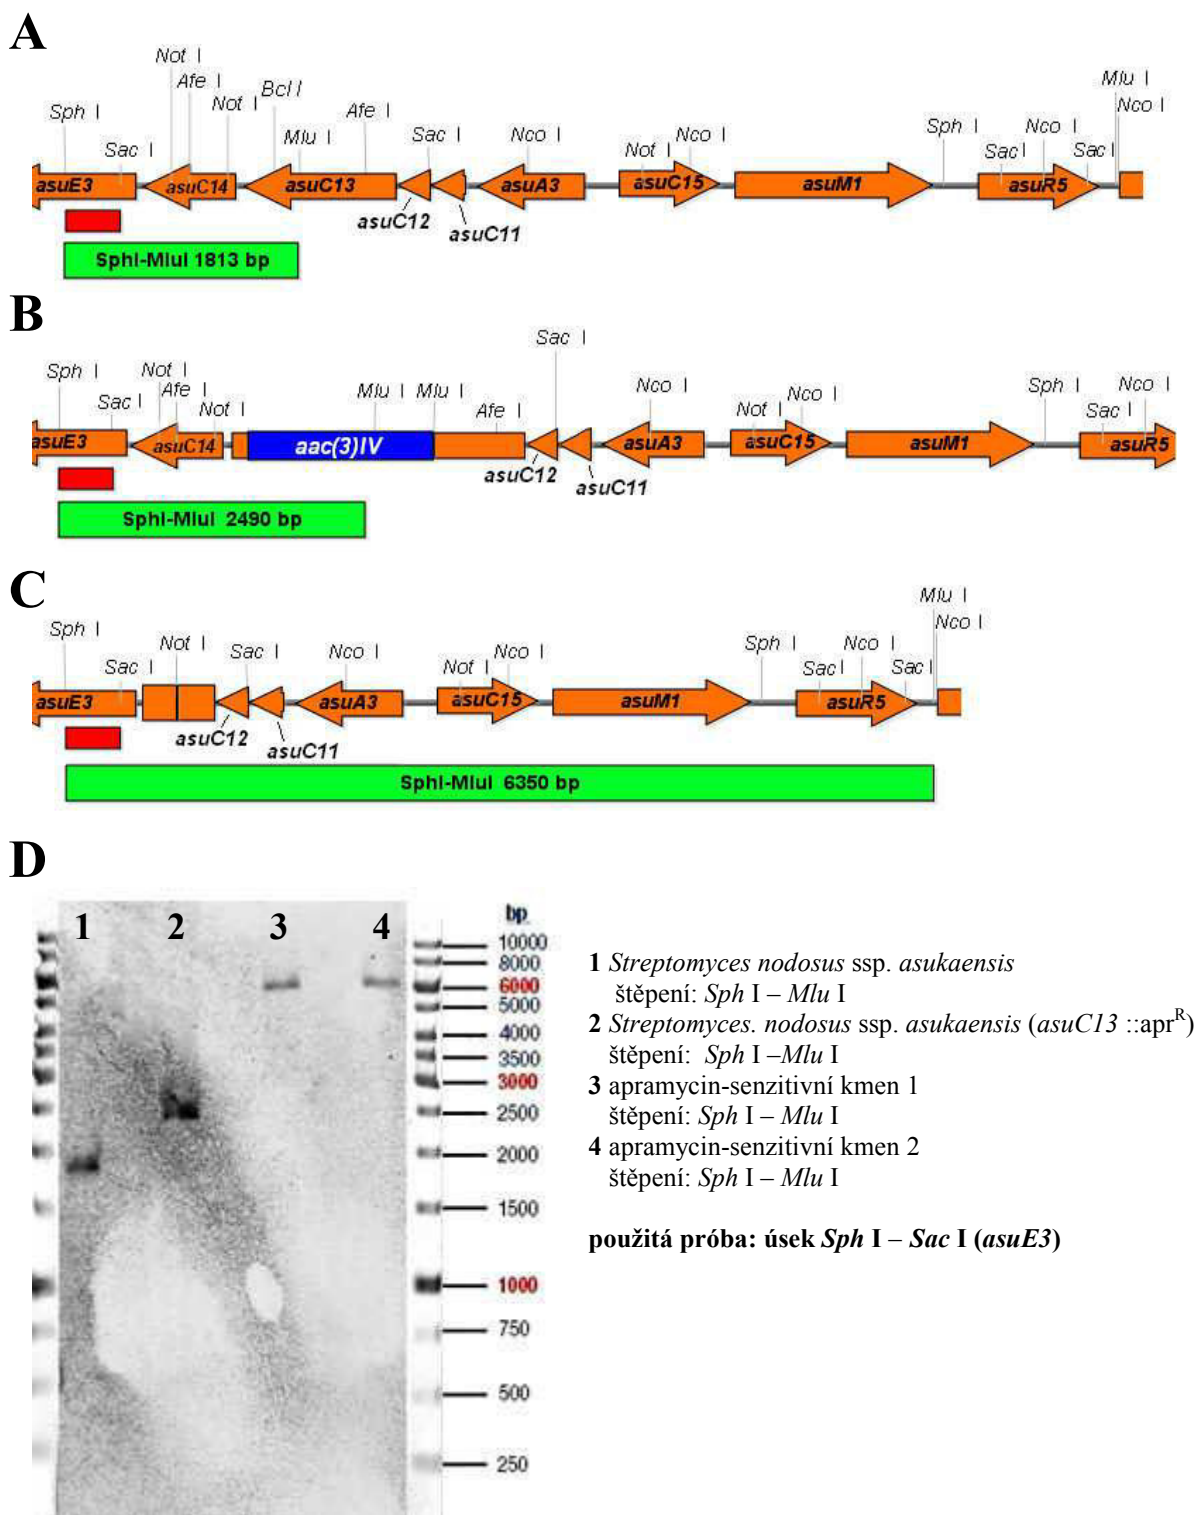 A
Not I
Afe I
Not I
Bcl I
Mlu I
Nco I
Sph I
Sac I
Mlu I
Afe I
Sac I
Nco I
Not I
Nco I
Sph I
Sac I
Nco I
Sac I
asuE3
asuC14
asuC13
asuA3
asuC15
asuM1
asuR5
asuC12
asuC11
SphI-MluI 1813 bp
B
Sac I
Sph I
Sac I
Not I
Afe I
Not I
Mlu I
Mlu I
Afe I
Nco I
Not I
Nco I
Sph I
Sac I
Nco I
asuE3
asuC14
aac(3)IV
asuA3
asuC15
asuM1
asuR5
asuC12
asuC11
SphI-MluI 2490 bp
C
Mlu I
Nco I
Sph I
Sac I
Not I
Sac I
Nco I
Not I
Nco I
Sph I
Sac I
Nco I
Sac I
asuE3
asuA3
asuC15
asuM1
asuR5
asuC12
asuC11
SphI-MluI 6350 bp
D
1 2 3 4
bp
10000
8000
6000
5000
4000
3500
3000
2500
2000
1500
1000
750
500
250
1 Streptomyces nodosus ssp. asukaensis
štěpení: Sph I – Mlu I
2 Streptomyces. nodosus ssp. asukaensis (asuC13 ::aprR)
štěpení: Sph I –Mlu I
3 apramycin-senzitivní kmen 1
štěpení: Sph I – Mlu I
4 apramycin-senzitivní kmen 2
štěpení: Sph I – Mlu I
použitá próba: úsek Sph I – Sac I (asuE3)